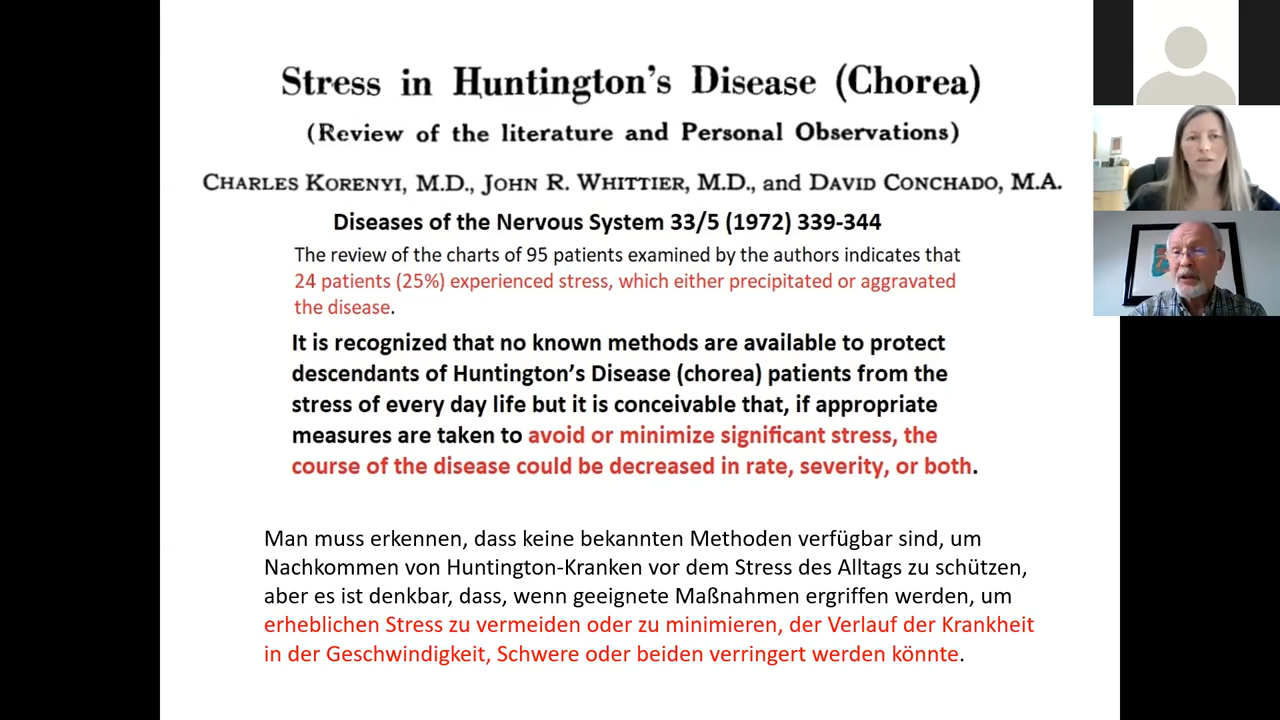 Stress in Huntington's Disease (Chorea)
(Review of the literature and Personal Observations)
CHARLES KORENYI, M.D., JOHN R. WHITTIER, M.D., and DAVID CONCHADO, M.A.
Diseases of the Nervous System 33/5 (1972) 339-344
The review of the charts of 95 patients examined by the authors indicates that
24 patients (25%) experienced stress, which either precipitated or aggravated
the disease.
It is recognized that no known methods are available to protect
descendants of Huntington's Disease (chorea) patients from the
stress of every day life but it is conceivable that, if appropriate
measures are taken to avoid or minimize significant stress, the
course of the disease could be decreased in rate, severity, or both.
Man muss erkennen, dass keine bekannten Methoden verfügbar sind, um
Nachkommen von Huntington-Kranken vor dem Stress des Alltags zu schützen,
aber es ist denkbar, dass, wenn geeignete Maßnahmen ergriffen werden, um
erheblichen Stress zu vermeiden oder zu minimieren, der Verlauf der Krankheit
in der Geschwindigkeit, Schwere oder beiden verringert werden könnte.